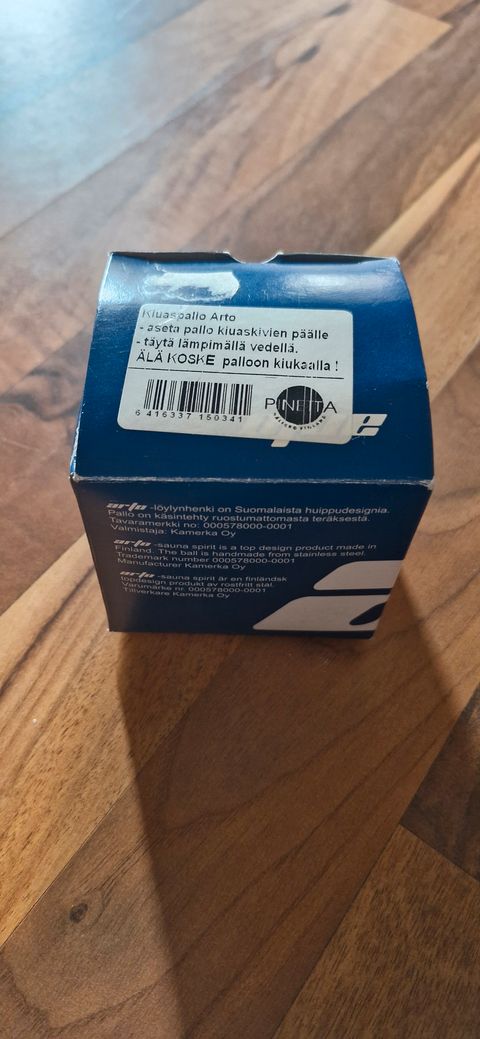 Kiuaspallo Arto
- aseta pallo kiuaskivien päälle
- täytä lämpimällä vedellä.
ÄLÄ KOSKE palloon kiukaalla !
6 416337 150341
PINETTA
arto -löylynhenki on Suomalaista huippudesignia.
Pallo on käsintehty ruostumattomasta teräksestä.
Tavaramerkki no: 000578000-0001
Valmistaja: Kamerka Oy
arto -sauna spirit is a top design product made in
Finland. The ball is handmade from stainless steel.
Trademark number 000578000-0001
Manufacturer Kamerka Oy
arto -sauna spirit är en finländsk
topdesign produkt av rostfritt stål.
Varumärke nr. 000578000-0001
Tillverkare Kamerka Oy